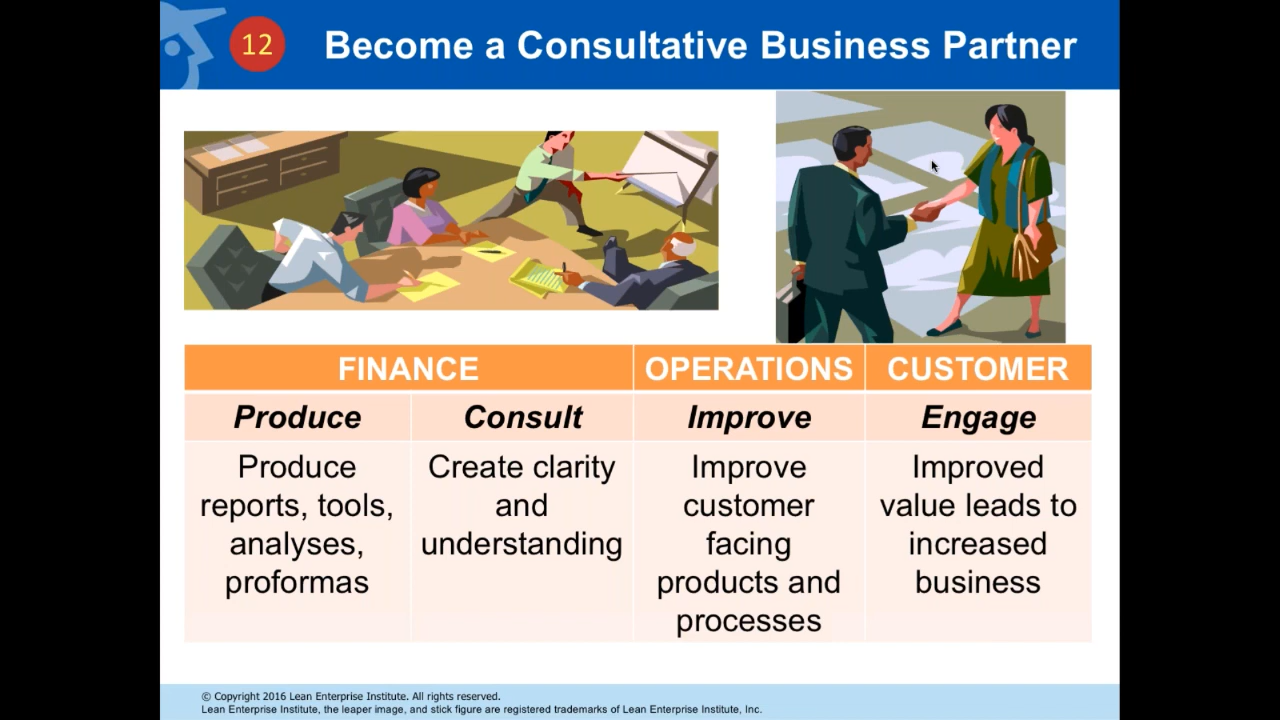 12
Become a Consultative Business Partner
FINANCE
OPERATIONS
CUSTOMER
Produce
Consult
Improve
Engage
Produce
reports, tools,
analyses,
proformas
Create clarity
and
understanding
Improve
customer
facing
products and
processes
Improved
value leads to
increased
business
© Copyright 2016 Lean Enterprise Institute. All rights reserved.
Lean Enterprise Institute, the leaper image, and stick figure are registered trademarks of Lean Enterprise Institute, Inc.